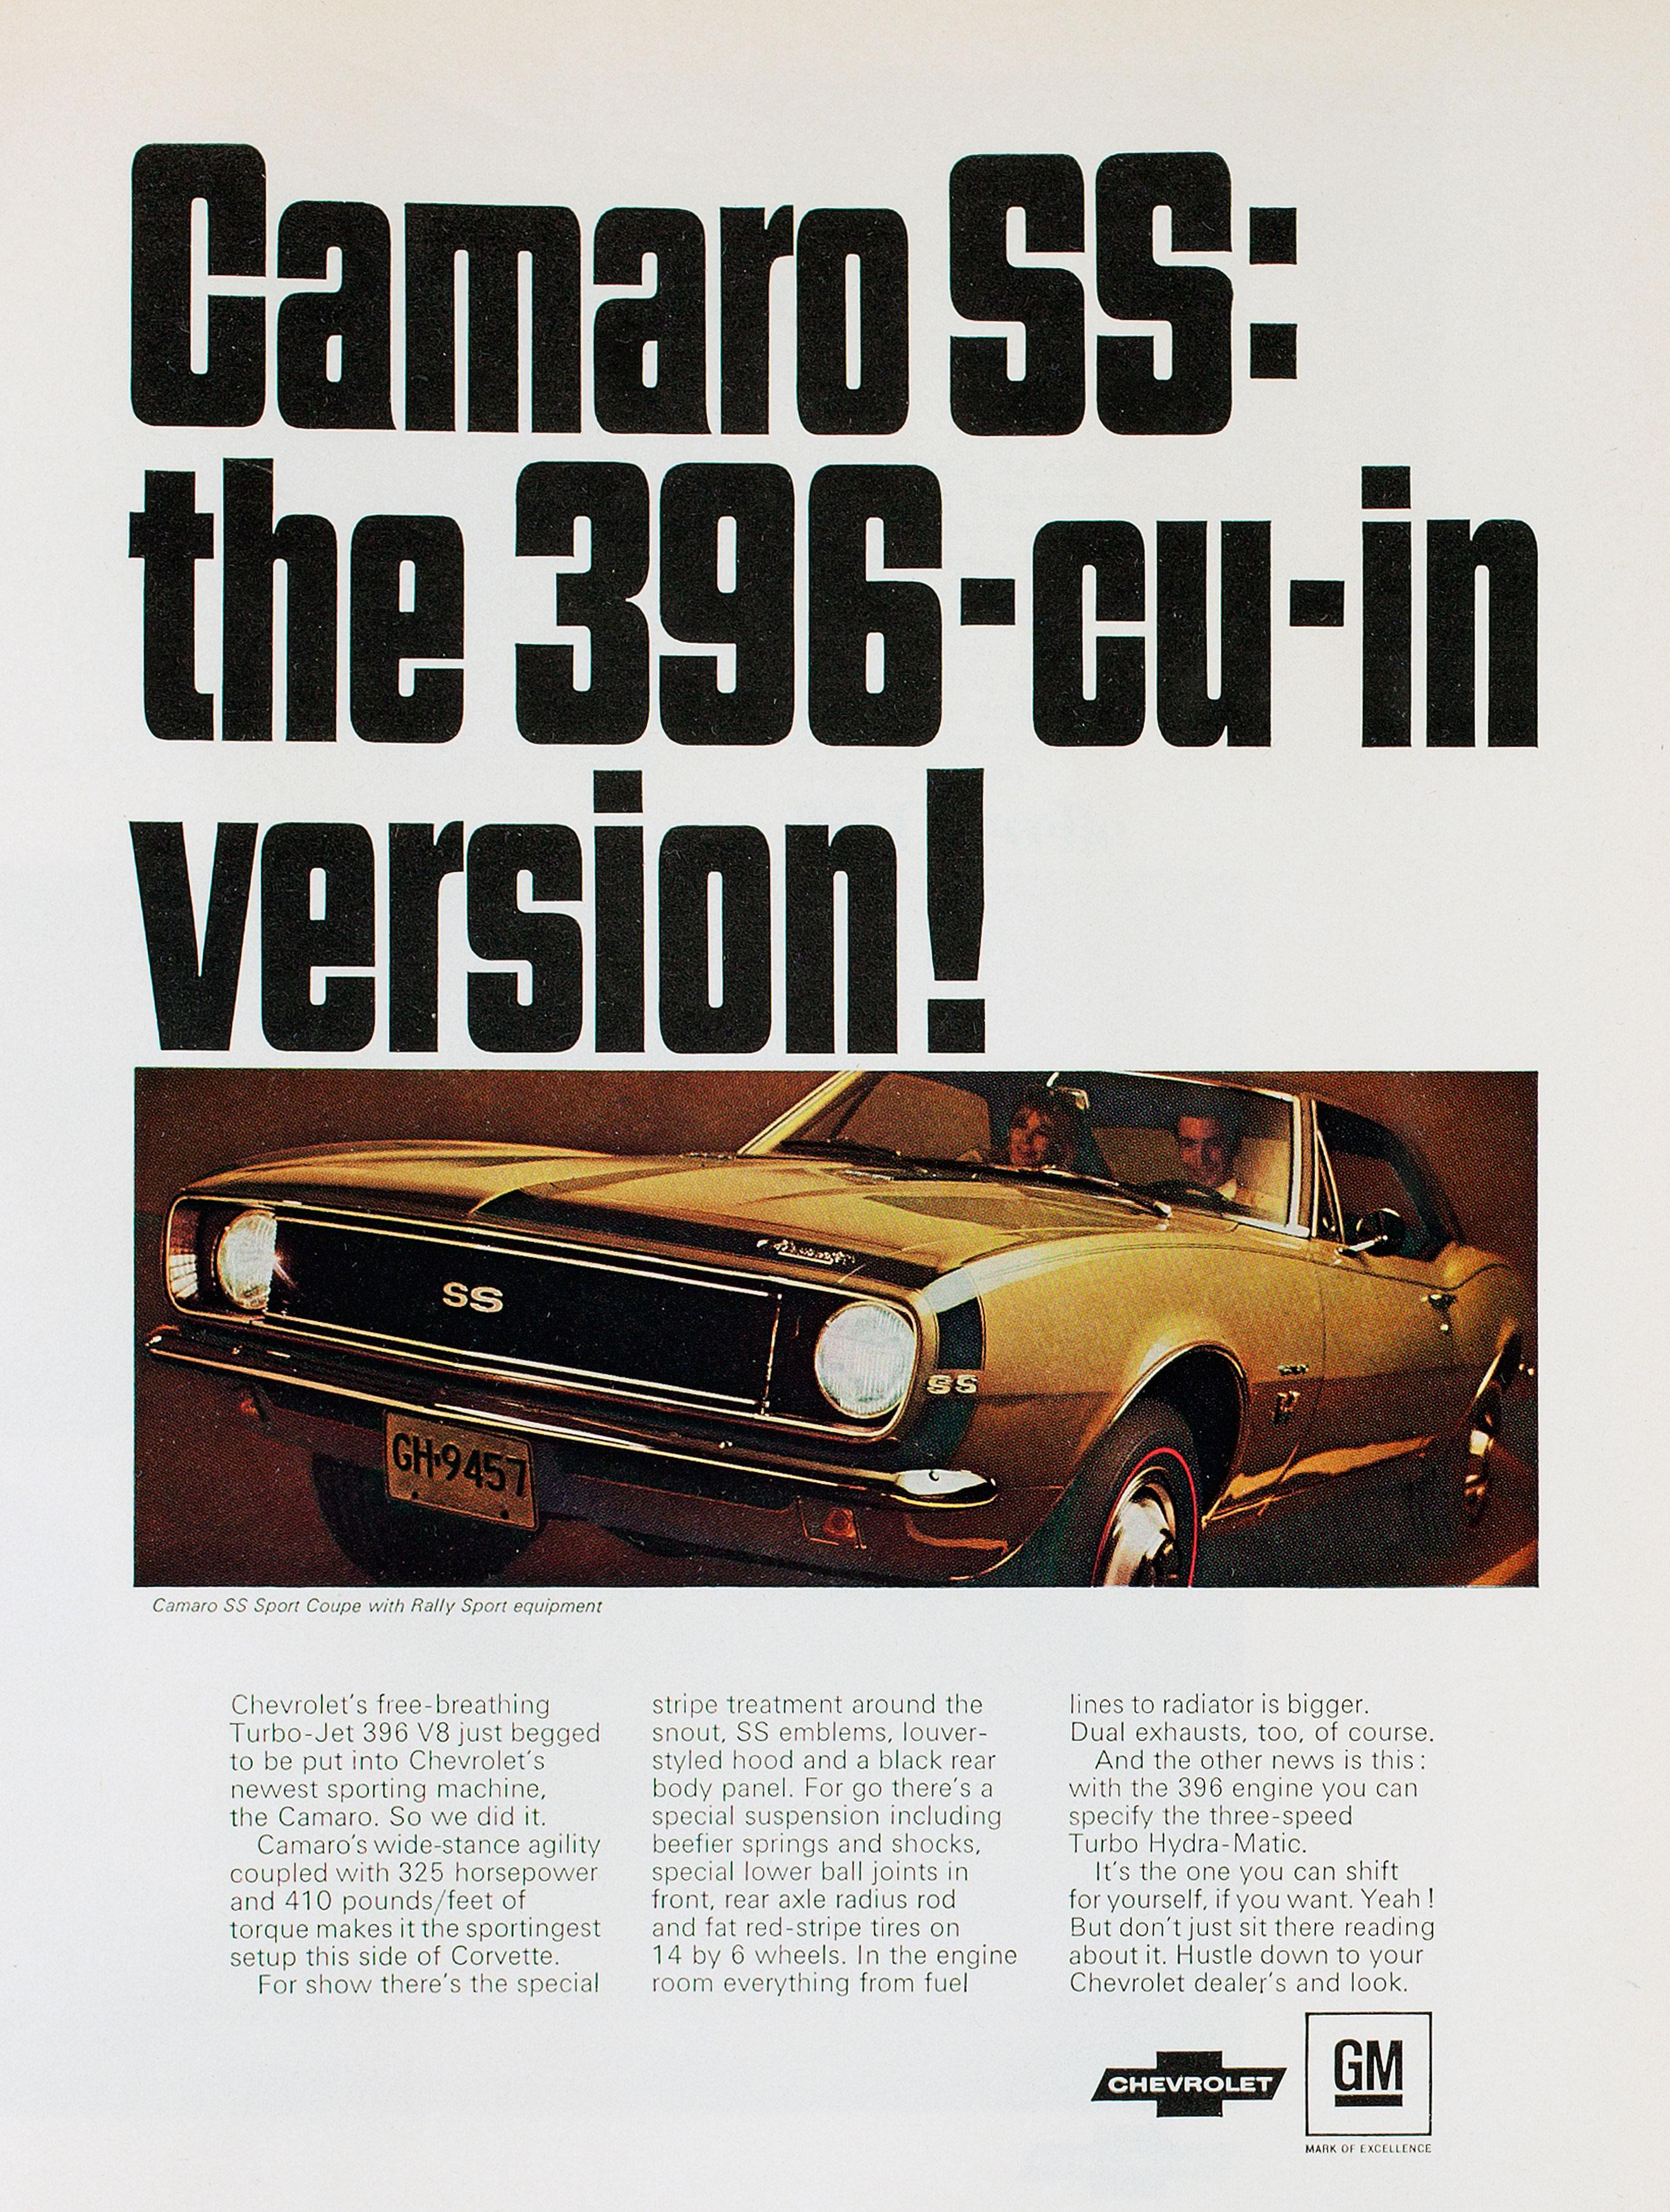 Camaro SS:
the 396-cu-in
version!
SS
SS
GH·9457
Camaro SS Sport Coupe with Rally Sport equipment
Chevrolet's free-breathing
Turbo-Jet 396 V8 just begged
to be put into Chevrolet's
newest sporting machine,
the Camaro. So we did it.
Camaro's wide-stance agility
coupled with 325 horsepower
and 410 pounds/feet of
torque makes it the sportingest
setup this side of Corvette.
For show there's the special
stripe treatment around the
snout, SS emblems, louver-
styled hood and a black rear
body panel. For go there's a
special suspension including
beefier springs and shocks,
special lower ball joints in
front, rear axle radius rod
and fat red-stripe tires on
14 by 6 wheels. In the engine
room everything from fuel
lines to radiator is bigger.
Dual exhausts, too, of course.
And the other news is this:
with the 396 engine you can
specify the three-speed
Turbo Hydra-Matic.
It's the one you can shift
for yourself, if you want. Yeah!
But don't just sit there reading
about it. Hustle down to your
Chevrolet dealer's and look.
CHEVROLET
GM
MARK OF EXCELLENCE